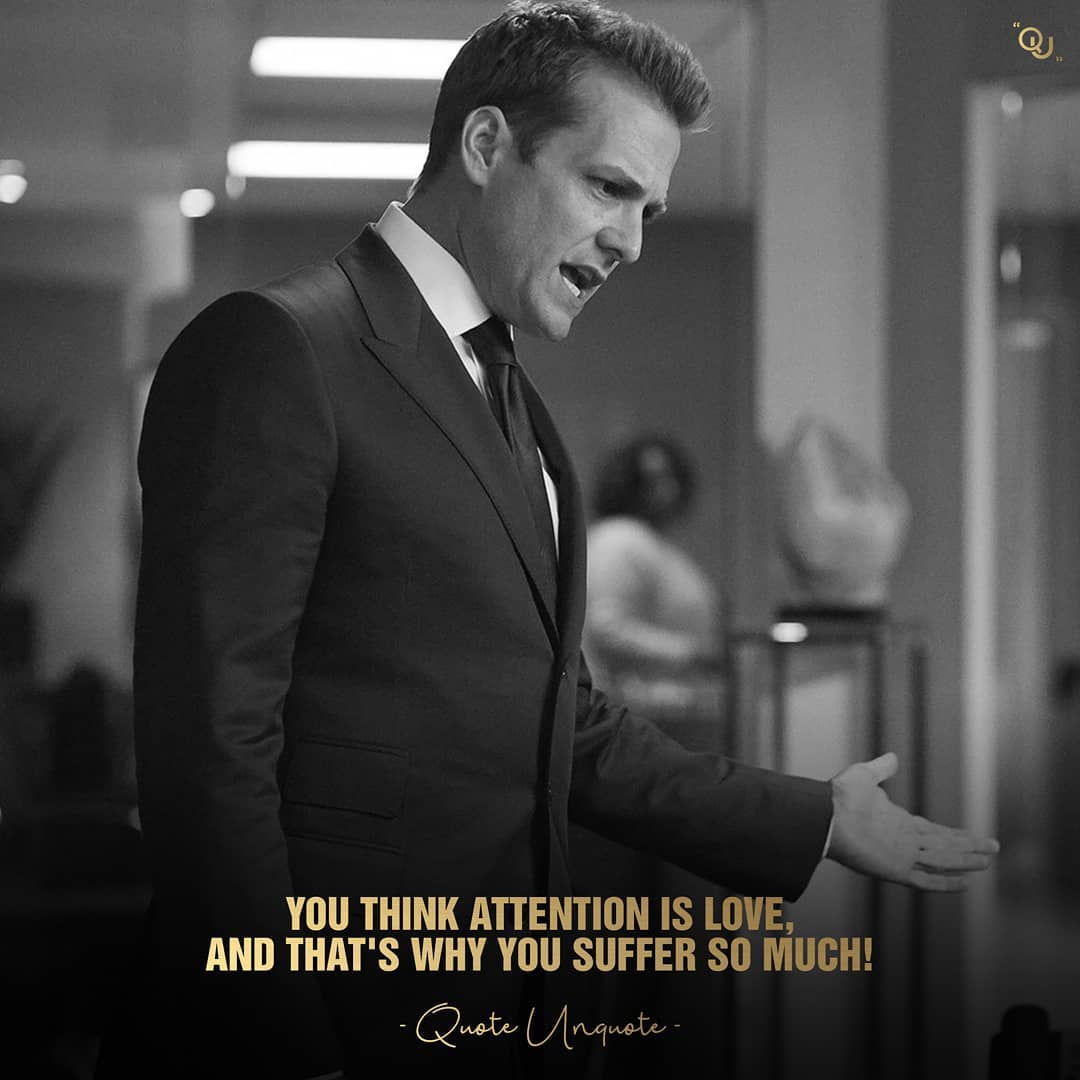 "QU"
YOU THINK ATTENTION IS LOVE,
AND THAT'S WHY YOU SUFFER SO MUCH!
- Quote Unquote -